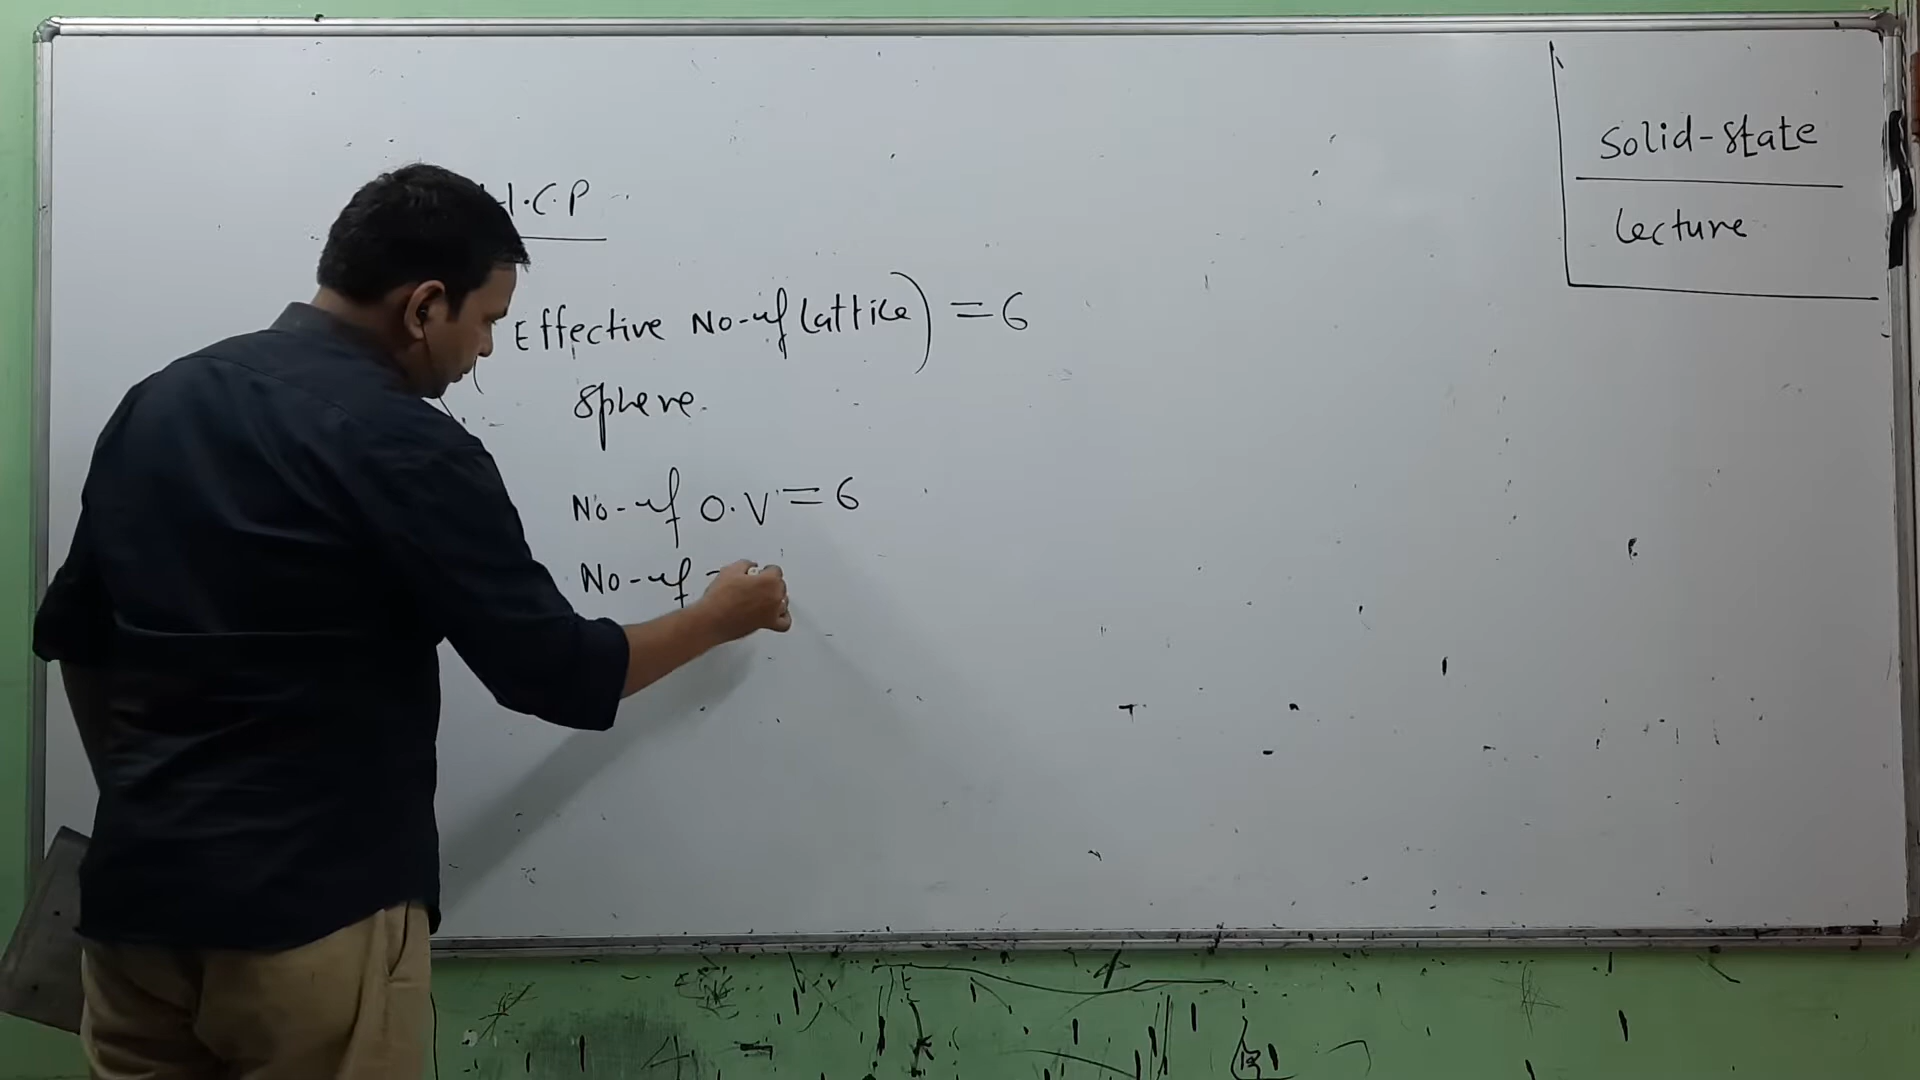 H.C.P
(Effective No-of Lattice) = 6
sphere.
No-of O.V = 6
No-of
Solid-State
Lecture